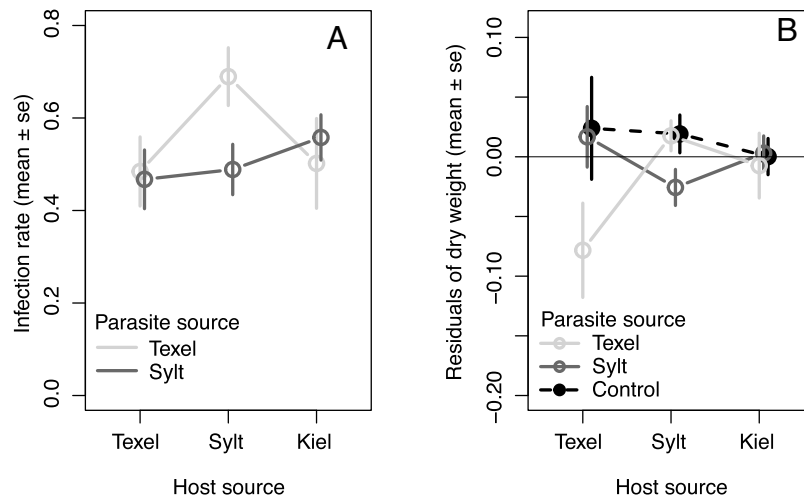 A
Infection rate (mean ± se)
0.8
0.6
0.4
0.2
0.0
Parasite source
Texel
Sylt
Texel
Sylt
Kiel
Host source
B
Residuals of dry weight (mean ± se)
0.10
0.00
−0.10
−0.20
Parasite source
Texel
Sylt
Control
Texel
Sylt
Kiel
Host source